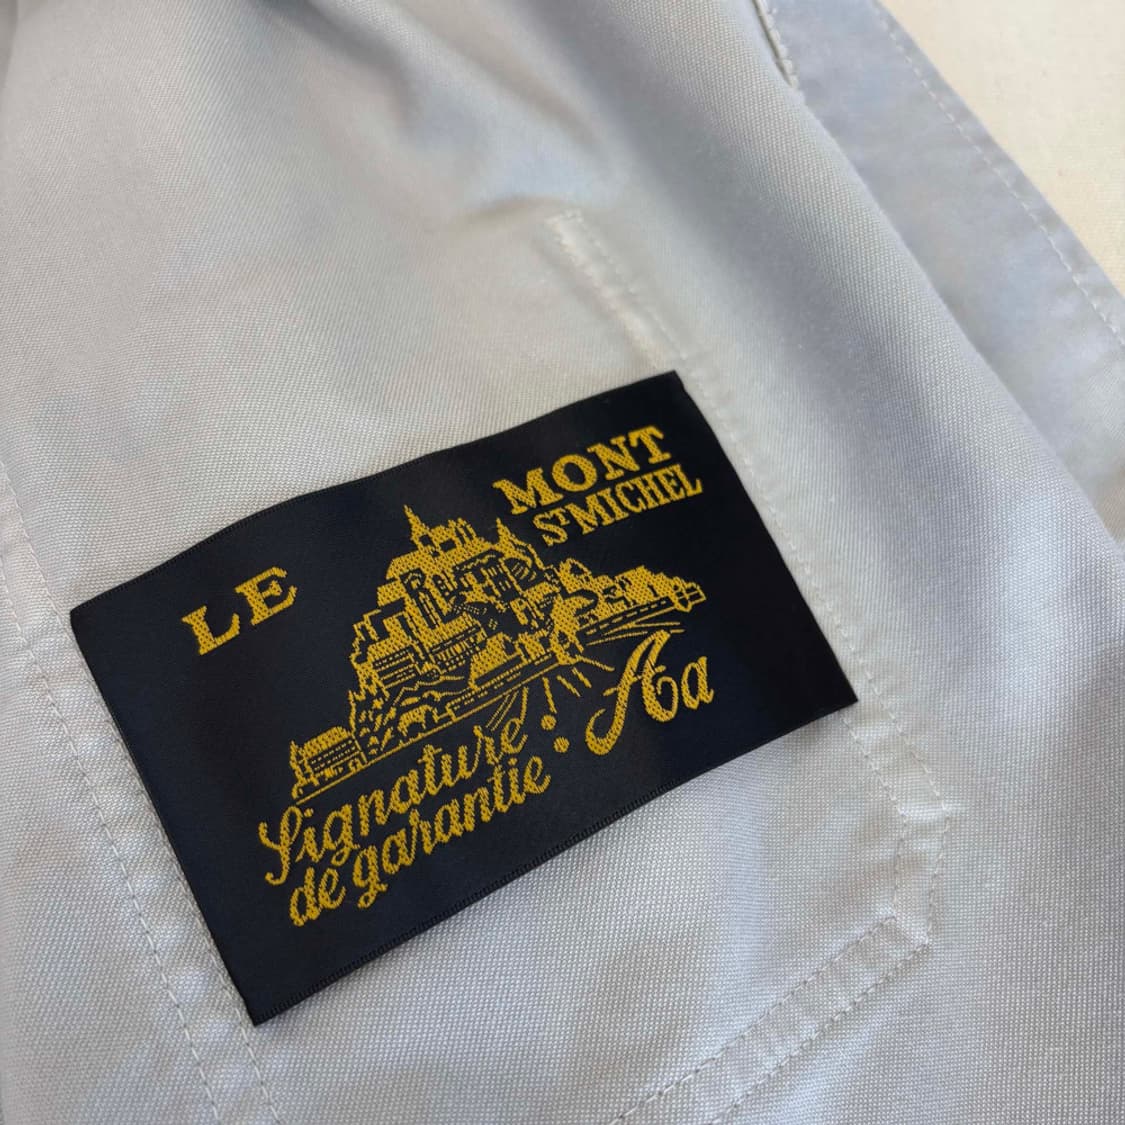 LE
MONT
ST MICHEL
Signature
de garantie :
Aa